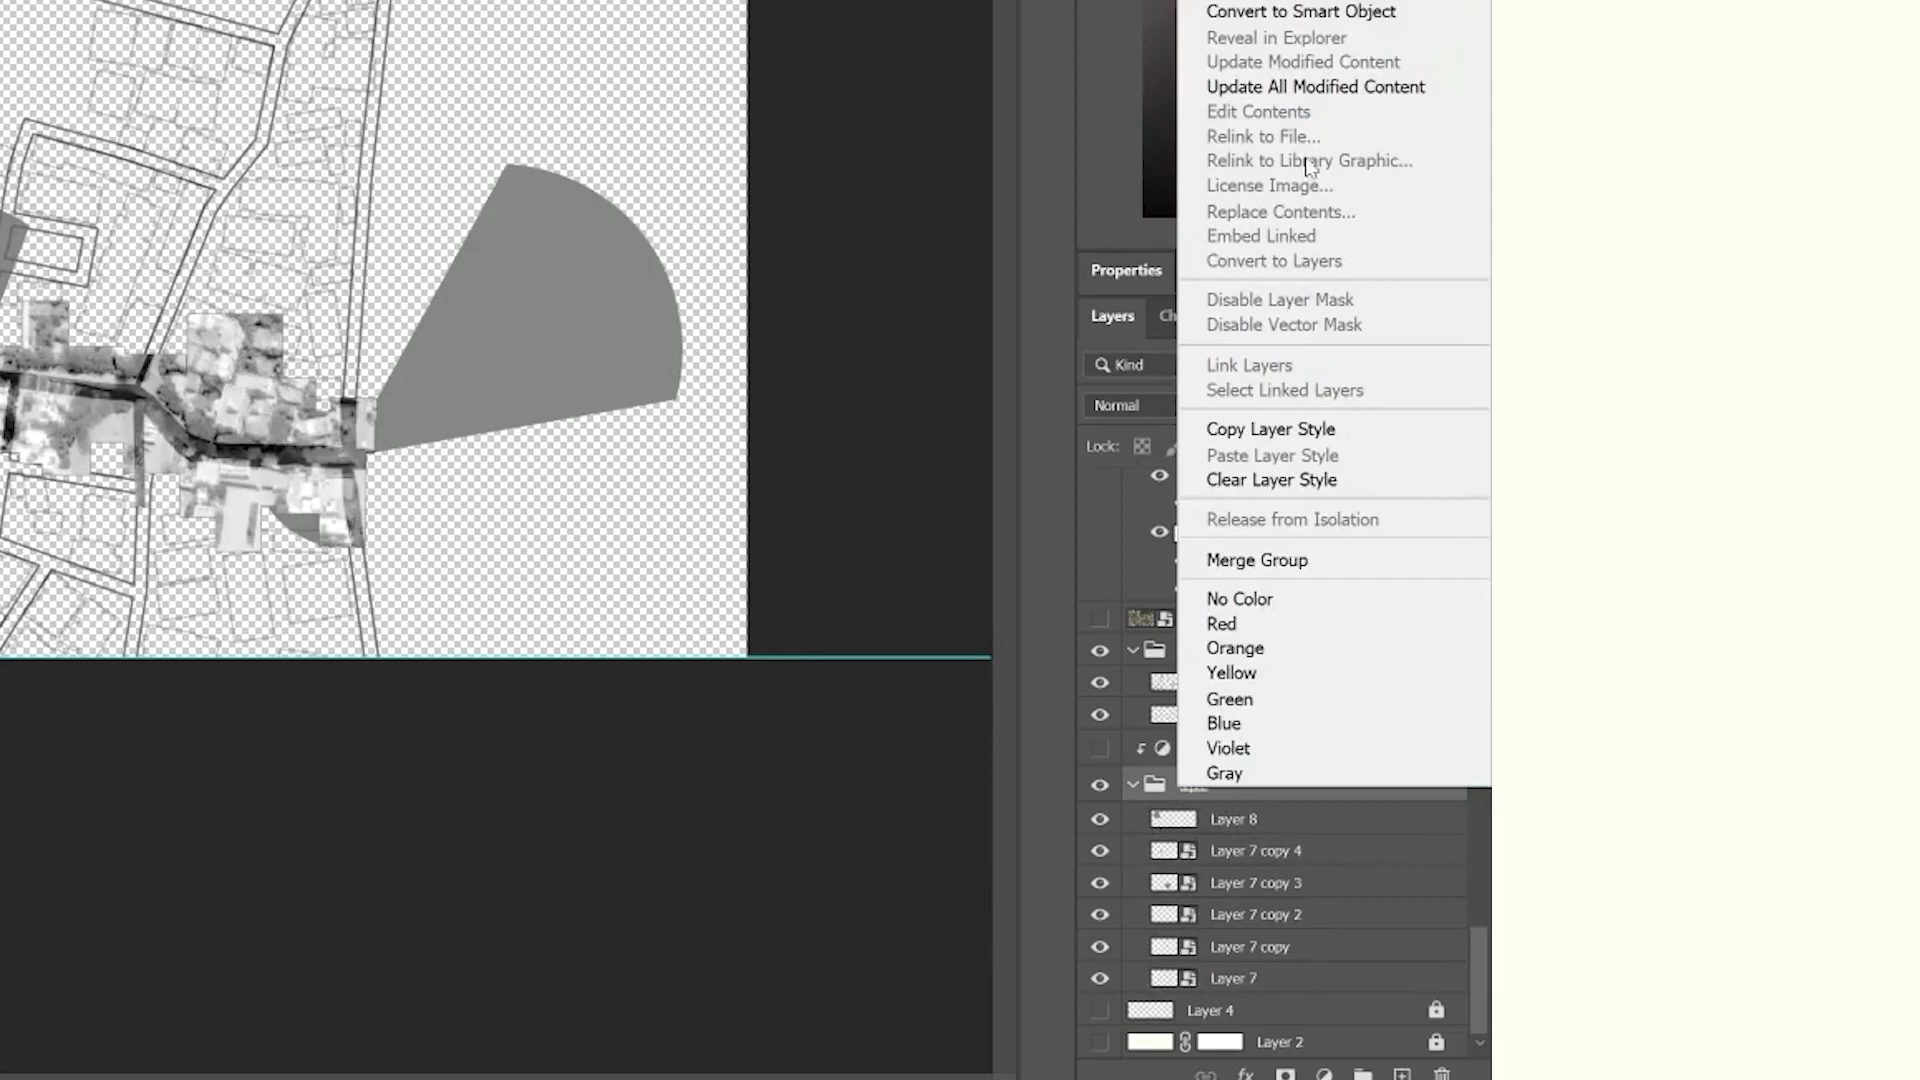 Convert to Smart Object
Reveal in Explorer
Update Modified Content
Update All Modified Content
Edit Contents
Relink to File...
Relink to Library Graphic...
License Image...
Replace Contents...
Embed Linked
Convert to Layers
Properties
Disable Layer Mask
Layers
Disable Vector Mask
Kind
Link Layers
Select Linked Layers
Normal
Copy Layer Style
Lock:
Paste Layer Style
Clear Layer Style
Release from Isolation
Merge Group
No Color
Red
Orange
Yellow
Green
Blue
Violet
Gray
Layer 8
Layer 7 copy 4
Layer 7 copy 3
Layer 7 copy 2
Layer 7 copy
Layer 7
Layer 4
Layer 2
fx